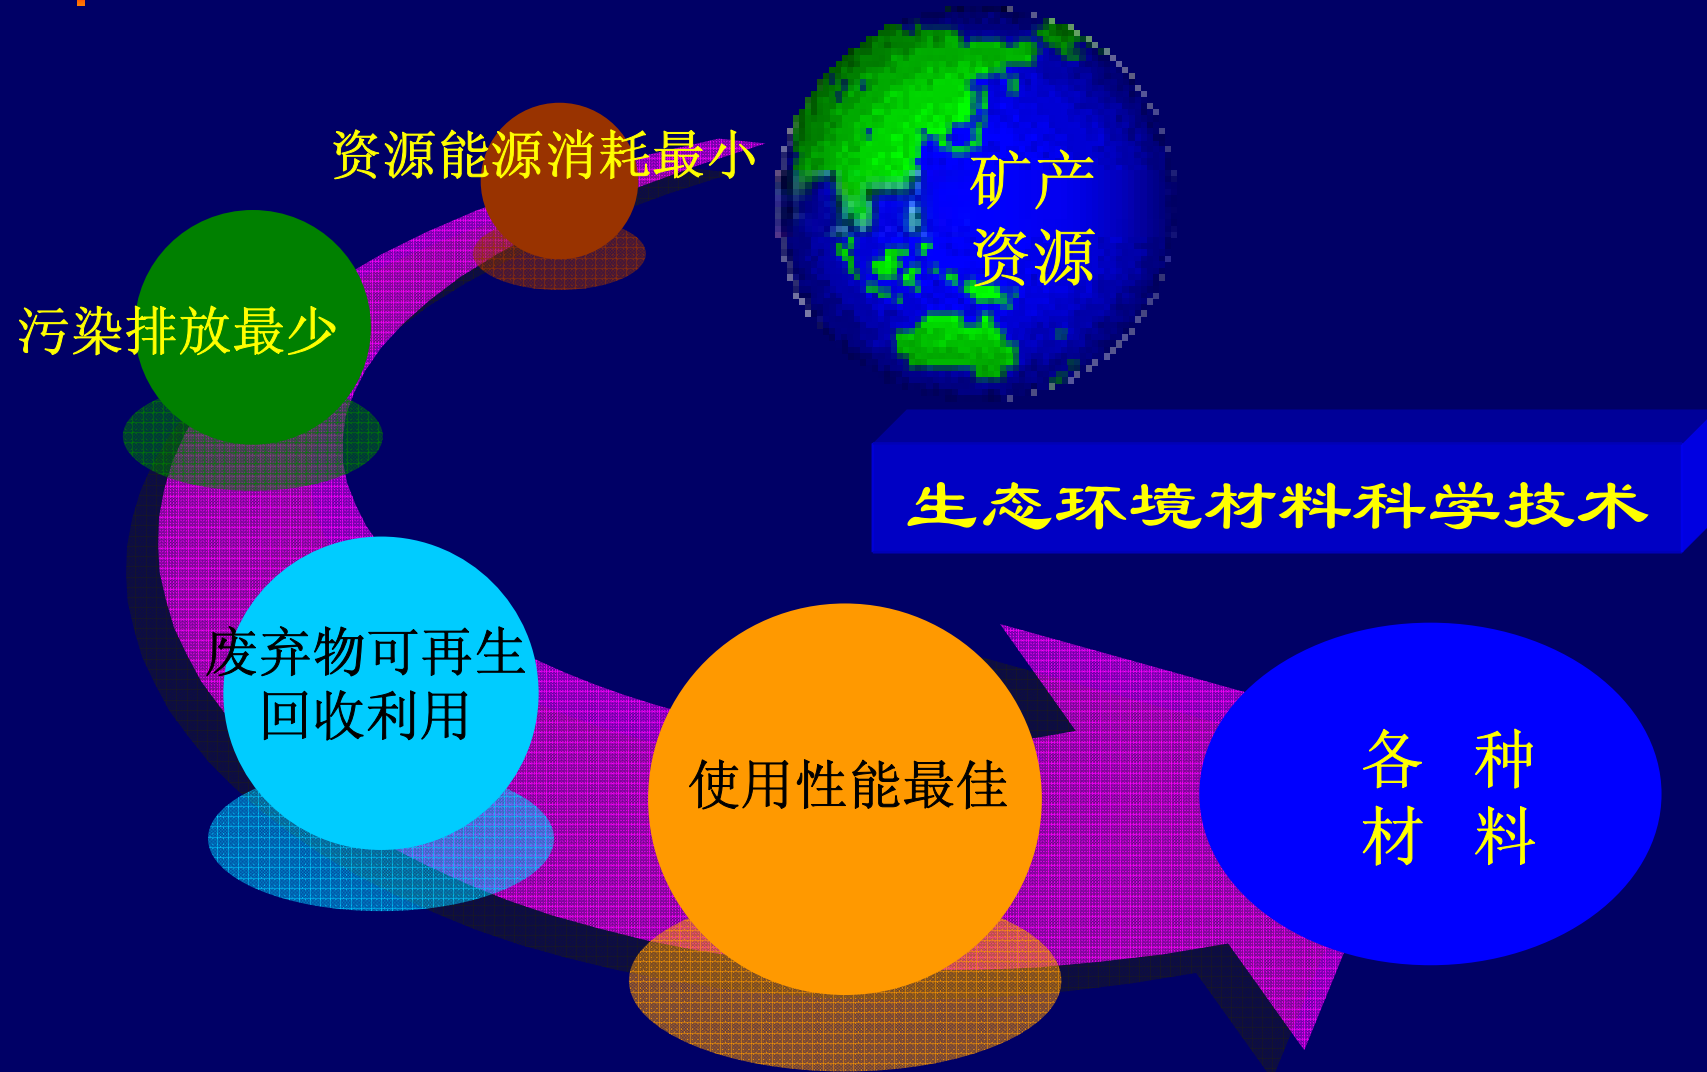 资源能源消耗最小
矿产
资源
污染排放最少
生态环境材料科学技术
废弃物可再生
回收利用
使用性能最佳
各 种
材 料